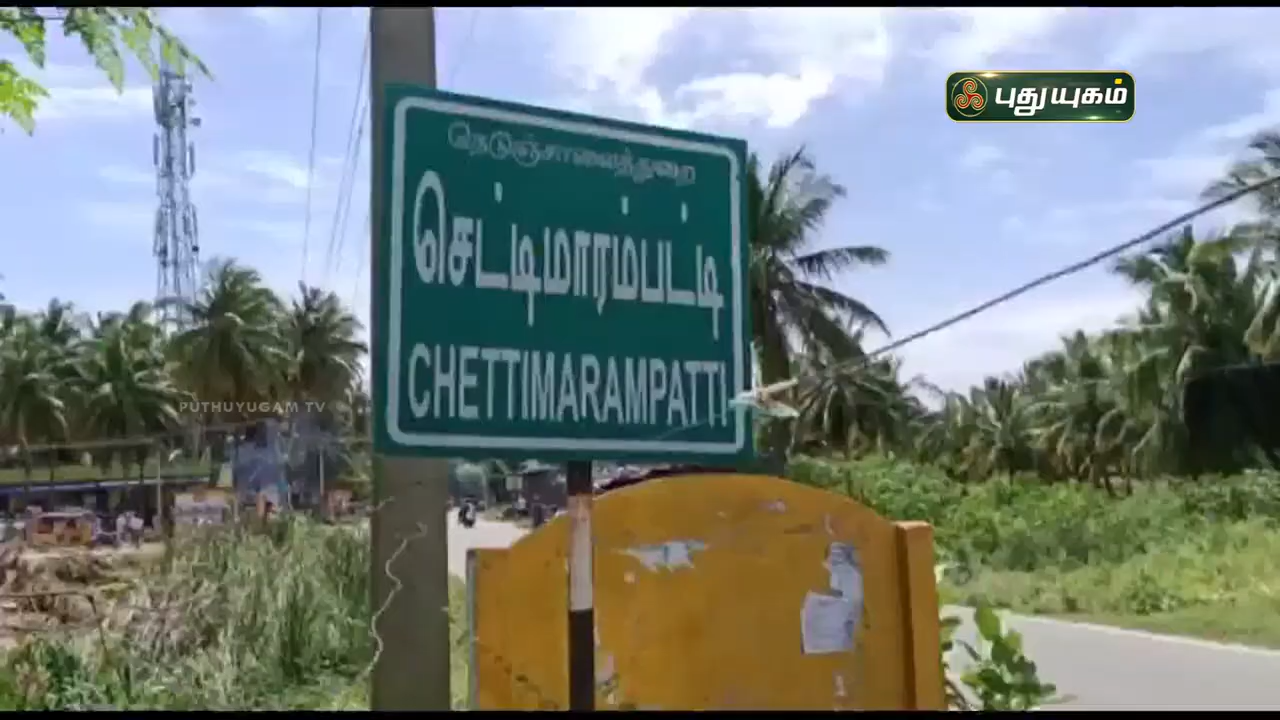 புதுயுகம்
நெடுஞ்சாலைத்துறை
செட்டிமாரம்பட்டி
CHETTIMARAMPATTI
PUTHUYUGAM TV